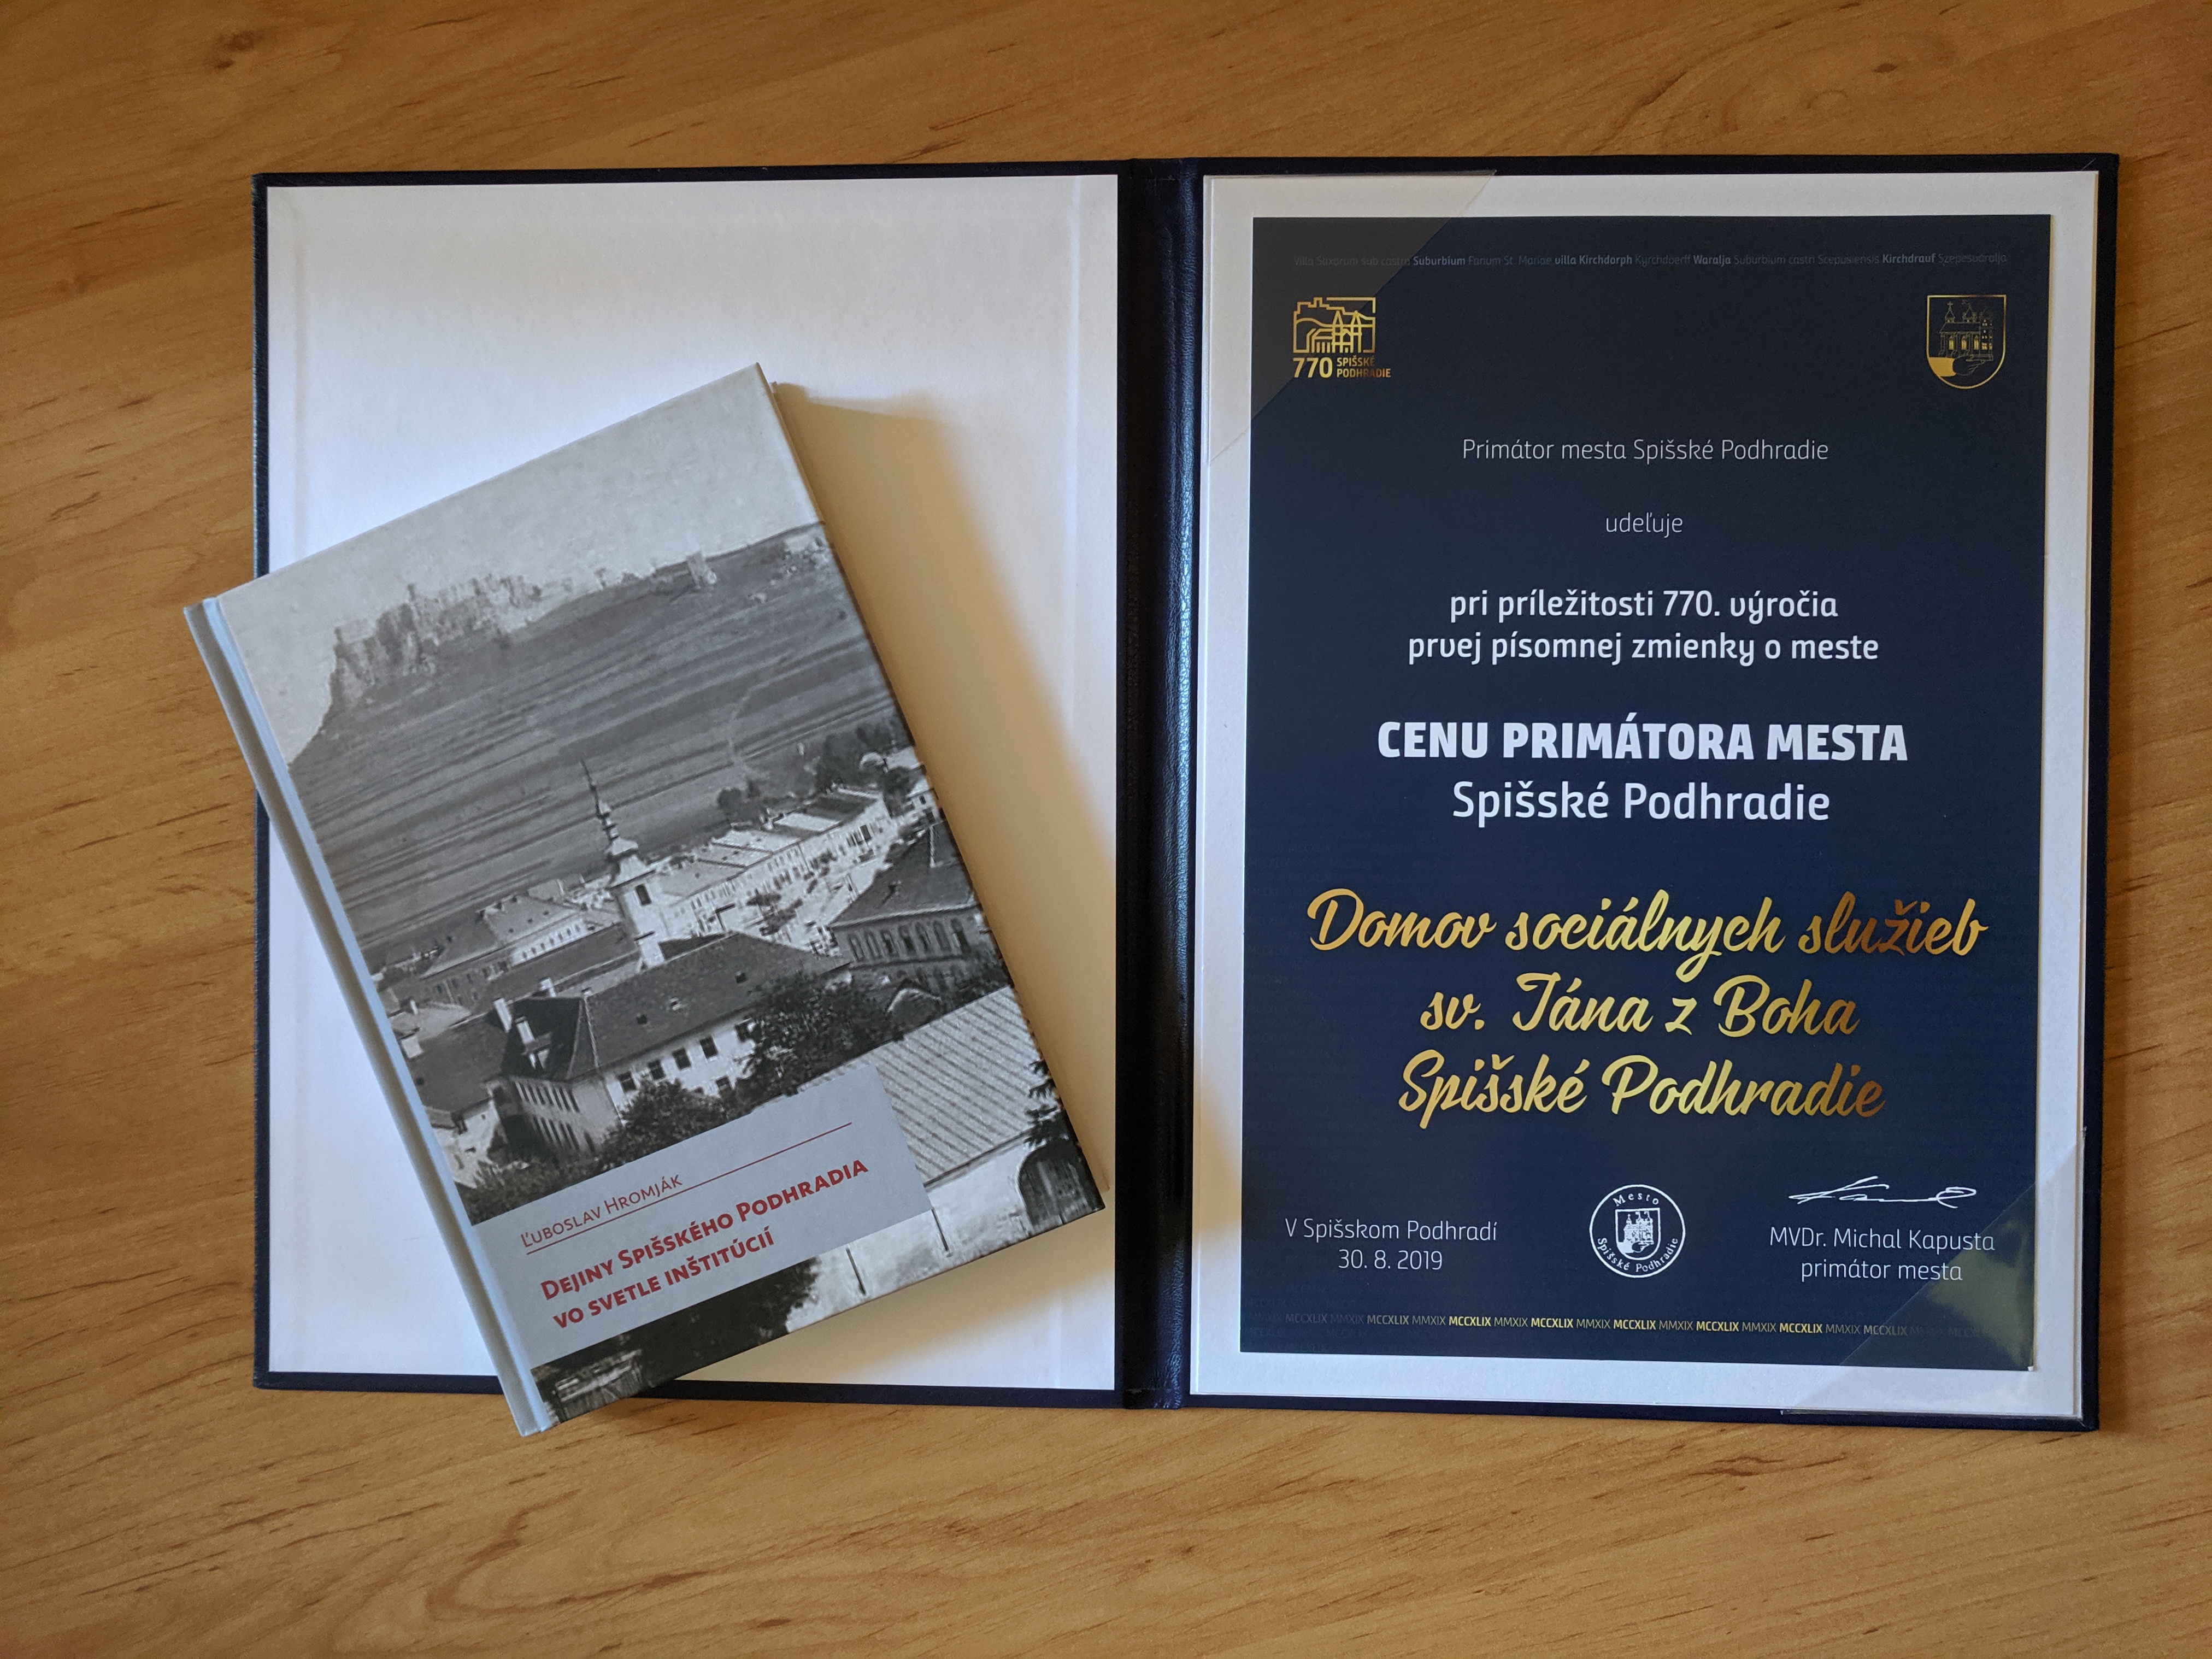 Ľuboslav Hromják
Dejiny Spišského Podhradia
vo svetle inštitúcií
Villa Saxorum sub castro Suburbium Fanum St. Mariae villa Kirchdorph Kyrchdoerff Waralja Suburbium castri Scepusiensis Kirchdrauf Szepesváralja
770 SPIŠSKÉ
PODHRADIE
Primátor mesta Spišské Podhradie
udeľuje
pri príležitosti 770. výročia
prvej písomnej zmienky o meste
CENU PRIMÁTORA MESTA
Spišské Podhradie
Domov sociálnych služieb
sv. Jána z Boha
Spišské Podhradie
V Spišskom Podhradí
30. 8. 2019
Mesto
Spišské Podhradie
MVDr. Michal Kapusta
primátor mesta
MCCXLIX MMXIX MCCXLIX MMXIX MCCXLIX MMXIX MCCXLIX MMXIX MCCXLIX MMXIX MCCXLIX MMXIX MCCXLIX MMXIX MCCXLIX